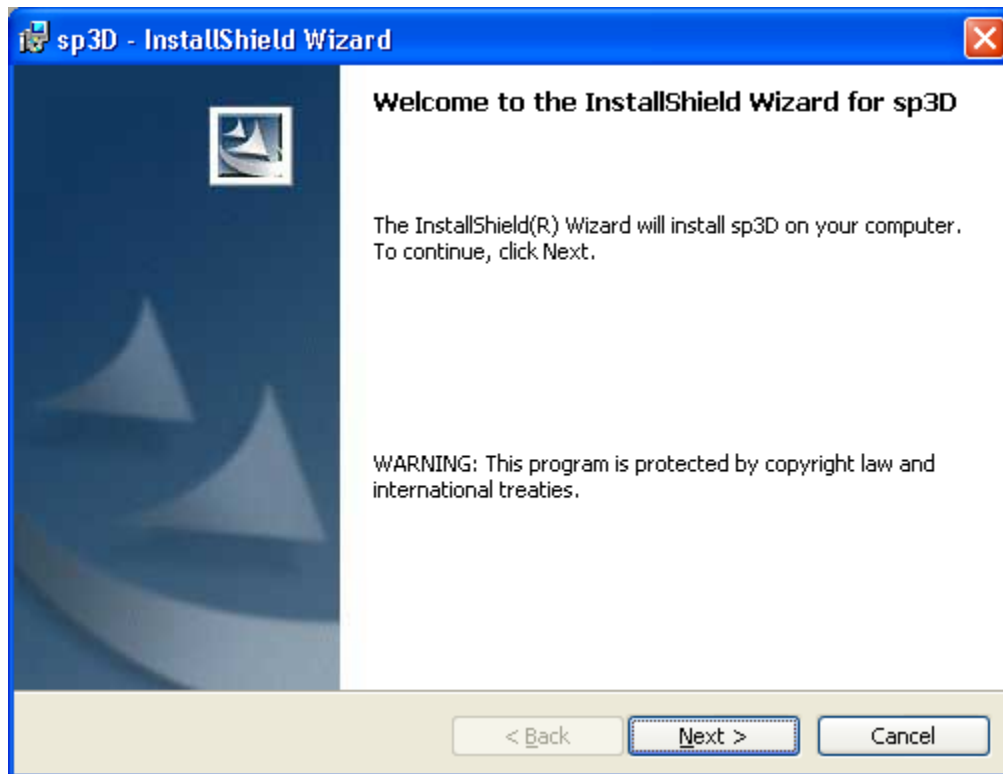 sp3D - InstallShield Wizard
Welcome to the InstallShield Wizard for sp3D
The InstallShield(R) Wizard will install sp3D on your computer.
To continue, click Next.
WARNING: This program is protected by copyright law and
international treaties.
< Back
Next >
Cancel